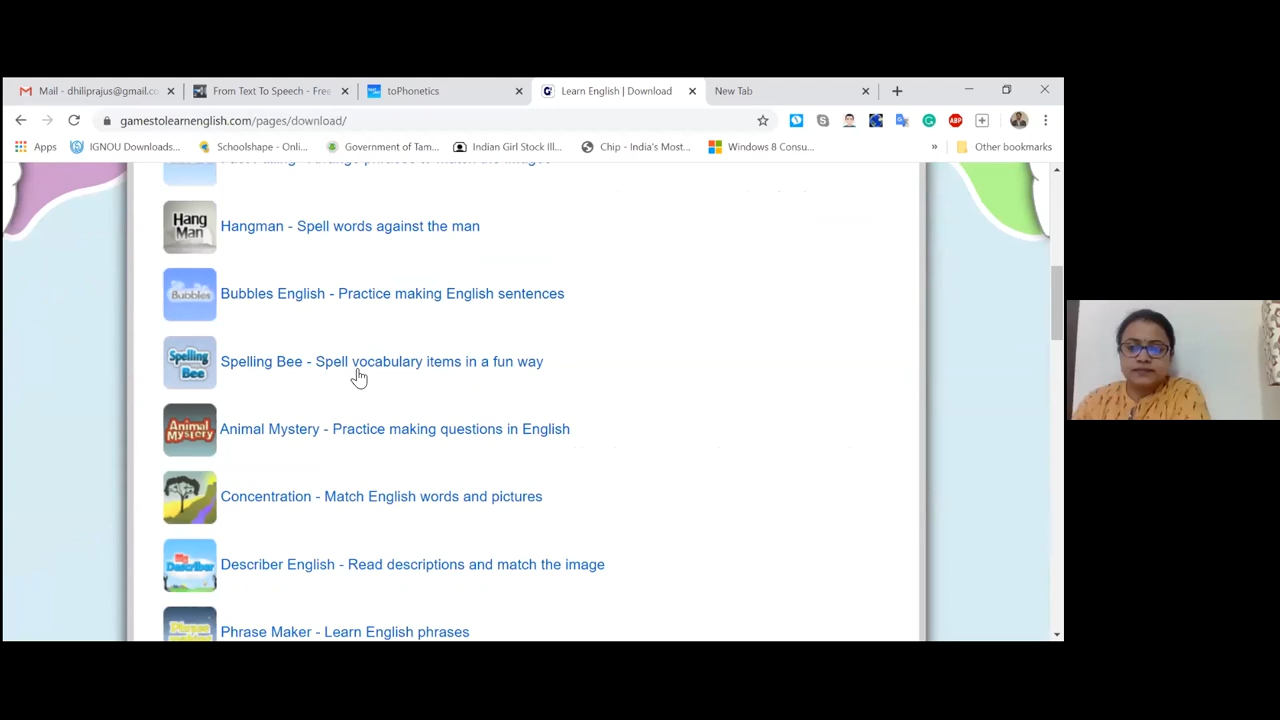 Mail - dhiliprajus@gmail.co
From Text To Speech - Free
toPhonetics
Learn English | Download
New Tab
gamestolearnenglish.com/pages/download/
ABP
Apps
IGNOU Downloads...
Schoolshape - Onli...
Government of Tam...
Indian Girl Stock Ill...
Chip - India's Most...
Windows 8 Consu...
»
Other bookmarks
Hang Man
Hangman - Spell words against the man
Bubbles
Bubbles English - Practice making English sentences
Spelling Bee
Spelling Bee - Spell vocabulary items in a fun way
Animal Mystery
Animal Mystery - Practice making questions in English
Concentration - Match English words and pictures
My Describer
Describer English - Read descriptions and match the image
Phrase Maker - Learn English phrases